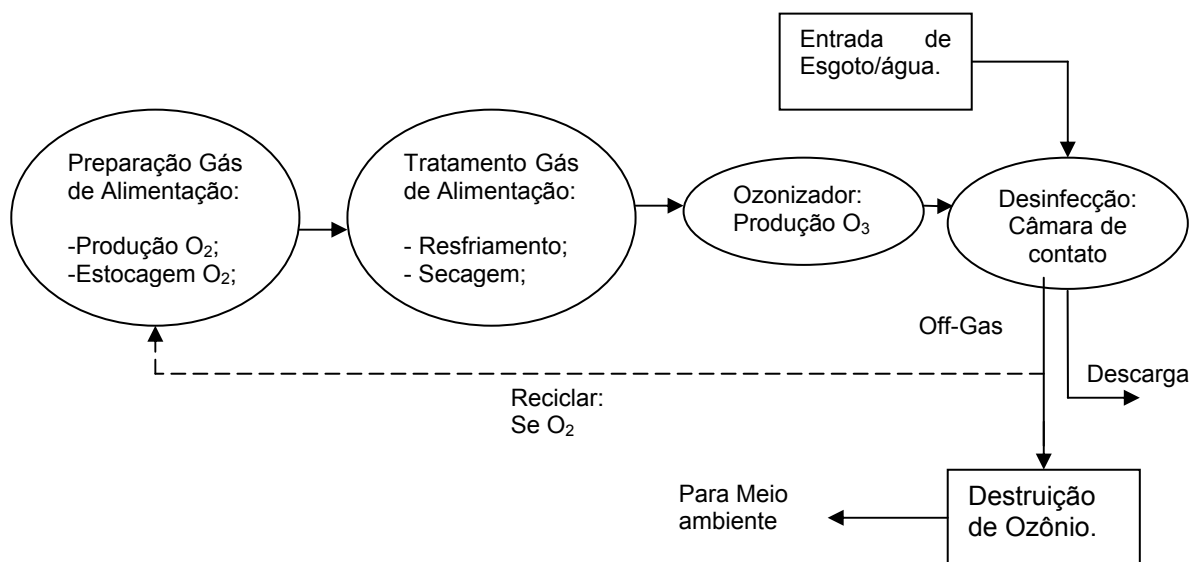 Entrada de
Esgoto/água.
Preparação Gás
de Alimentação:
-Produção O₂;
-Estocagem O₂;
Tratamento Gás
de Alimentação:
- Resfriamento;
- Secagem;
Ozonizador:
Produção O₃
Desinfecção:
Câmara de
contato
Off-Gas
Descarga
Reciclar:
Se O₂
Para Meio
ambiente
Destruição
de Ozônio.